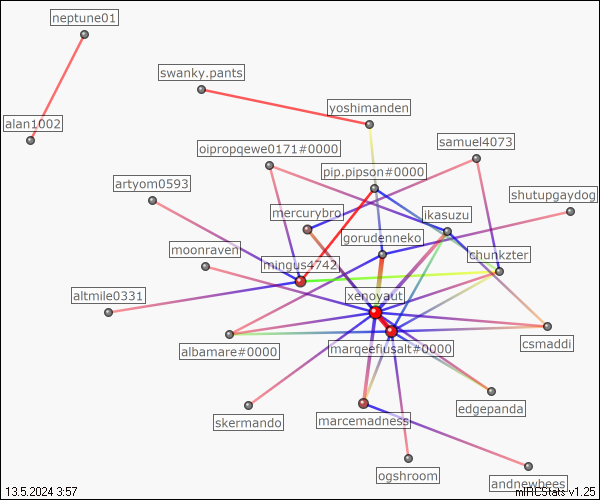 neptune01
swanky.pants
yoshimanden
alan1002
samuel4073
oipropqewe0171#0000
pip.pipson#0000
artyom0593
shutupgaydog
mercurybro
ikasuzu
gorudenneko
moonraven
chunkzter
mingus4742
xenoyaut
altmile0331
csmaddi
albamare#0000
marqeefiusalt#0000
edgepanda
skermando
marcemadness
ogshroom
andnewbees
13.5.2024 3:57
mIRCStats v1.25